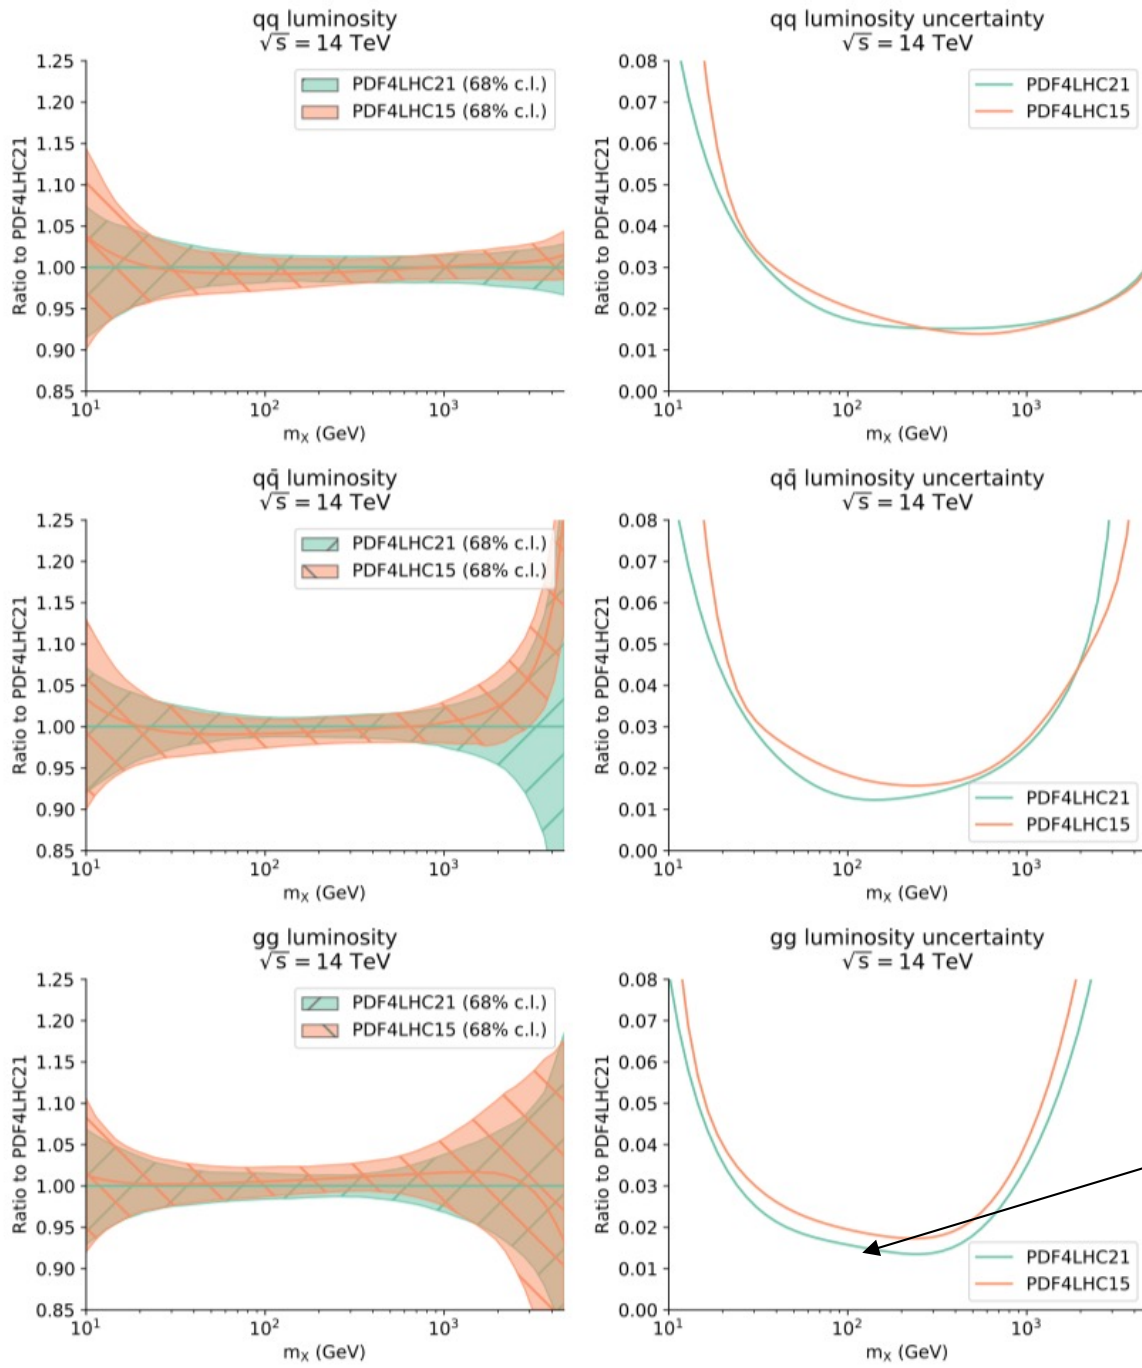 qq luminosity
√s = 14 TeV
1.25
1.20
1.15
1.10
1.05
1.00
0.95
0.90
0.85
Ratio to PDF4LHC21
PDF4LHC21 (68% c.l.)
PDF4LHC15 (68% c.l.)
10¹
10²
10³
mX (GeV)
qq luminosity uncertainty
√s = 14 TeV
0.08
0.07
0.06
0.05
0.04
0.03
0.02
0.01
0.00
Ratio to PDF4LHC21
PDF4LHC21
PDF4LHC15
10¹
10²
10³
mX (GeV)
qq̄ luminosity
√s = 14 TeV
1.25
1.20
1.15
1.10
1.05
1.00
0.95
0.90
0.85
Ratio to PDF4LHC21
PDF4LHC21 (68% c.l.)
PDF4LHC15 (68% c.l.)
10¹
10²
10³
mX (GeV)
qq̄ luminosity uncertainty
√s = 14 TeV
0.08
0.07
0.06
0.05
0.04
0.03
0.02
0.01
0.00
Ratio to PDF4LHC21
PDF4LHC21
PDF4LHC15
10¹
10²
10³
mX (GeV)
gg luminosity
√s = 14 TeV
1.25
1.20
1.15
1.10
1.05
1.00
0.95
0.90
0.85
Ratio to PDF4LHC21
PDF4LHC21 (68% c.l.)
PDF4LHC15 (68% c.l.)
10¹
10²
10³
mX (GeV)
gg luminosity uncertainty
√s = 14 TeV
0.08
0.07
0.06
0.05
0.04
0.03
0.02
0.01
0.00
Ratio to PDF4LHC21
PDF4LHC21
PDF4LHC15
10¹
10²
10³
mX (GeV)